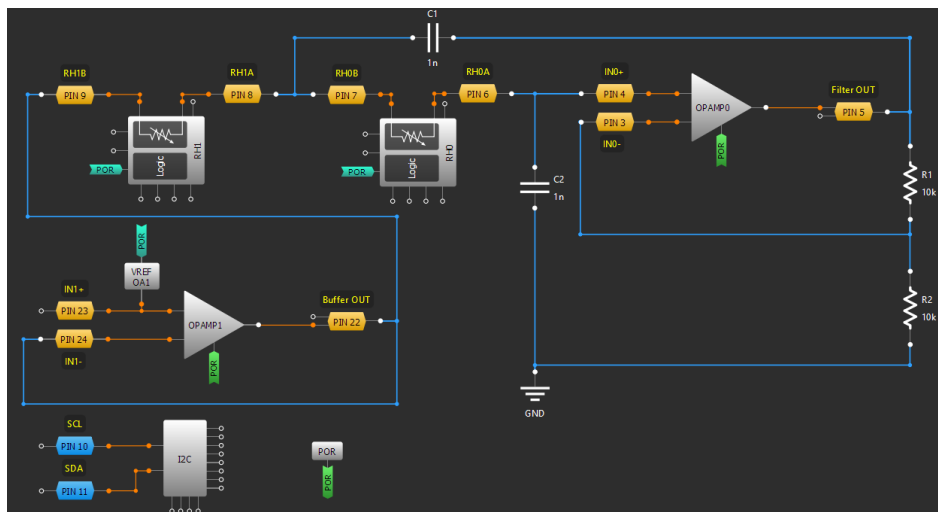 C1
1n
RH1B
PIN 9
RH1A
PIN 8
RH0B
PIN 7
RH0A
PIN 6
IN0+
PIN 4
PIN 3
IN0-
OPAMP0
POR
Filter OUT
PIN 5
Logic
RH1
POR
Logic
RH0
POR
C2
1n
R1
10k
R2
10k
POR
VREF
OA1
IN1+
PIN 23
PIN 24
IN1-
OPAMP1
POR
Buffer OUT
PIN 22
GND
SCL
PIN 10
SDA
PIN 11
I2C
POR
POR